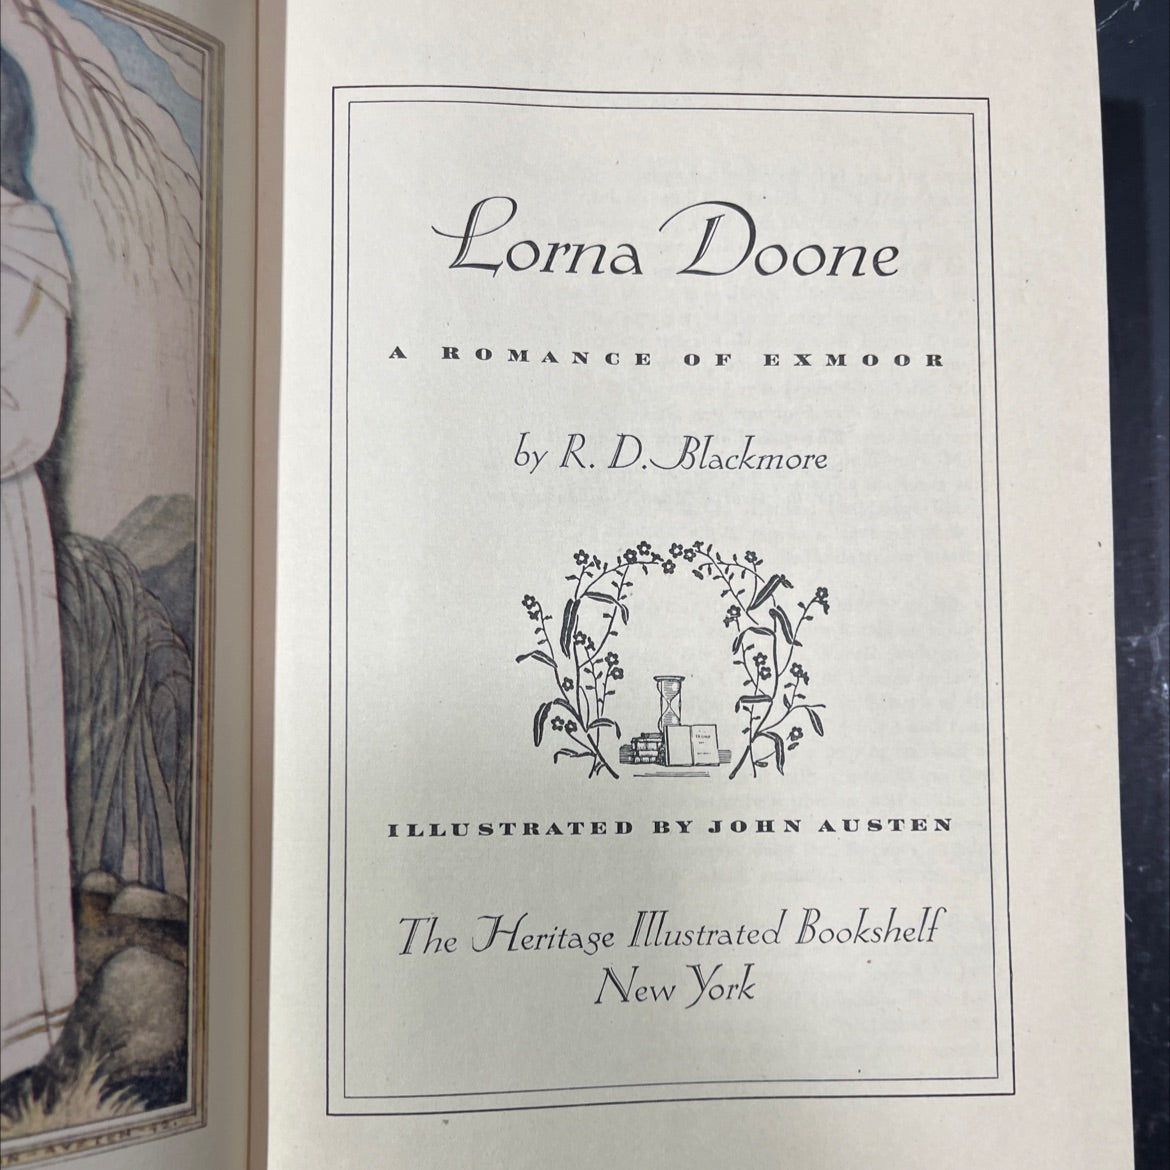 Lorna Doone
A ROMANCE OF EXMOOR
by R. D. Blackmore
ILLUSTRATED BY JOHN AUSTEN
The Heritage Illustrated Bookshelf
New York